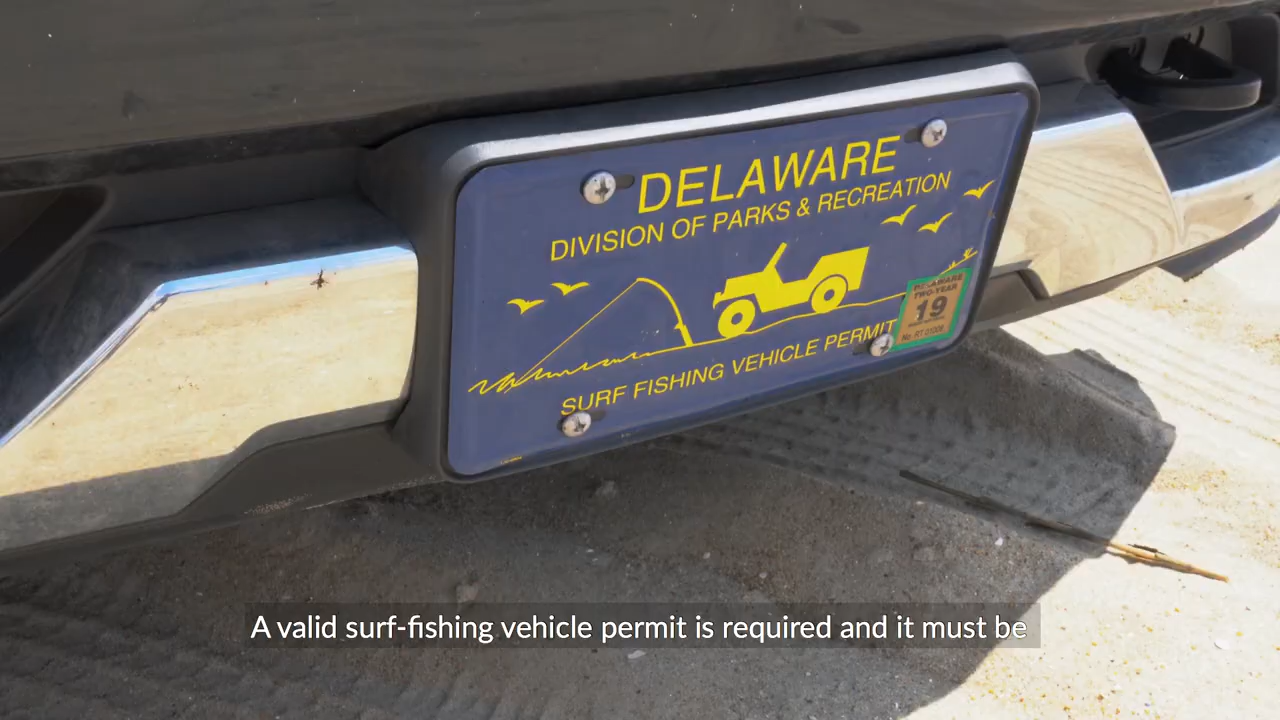 DELAWARE
DIVISION OF PARKS & RECREATION
DELAWARE
TWO-YEAR
19
SURF FISHING VEHICLE PERMIT
A valid surf-fishing vehicle permit is required and it must be